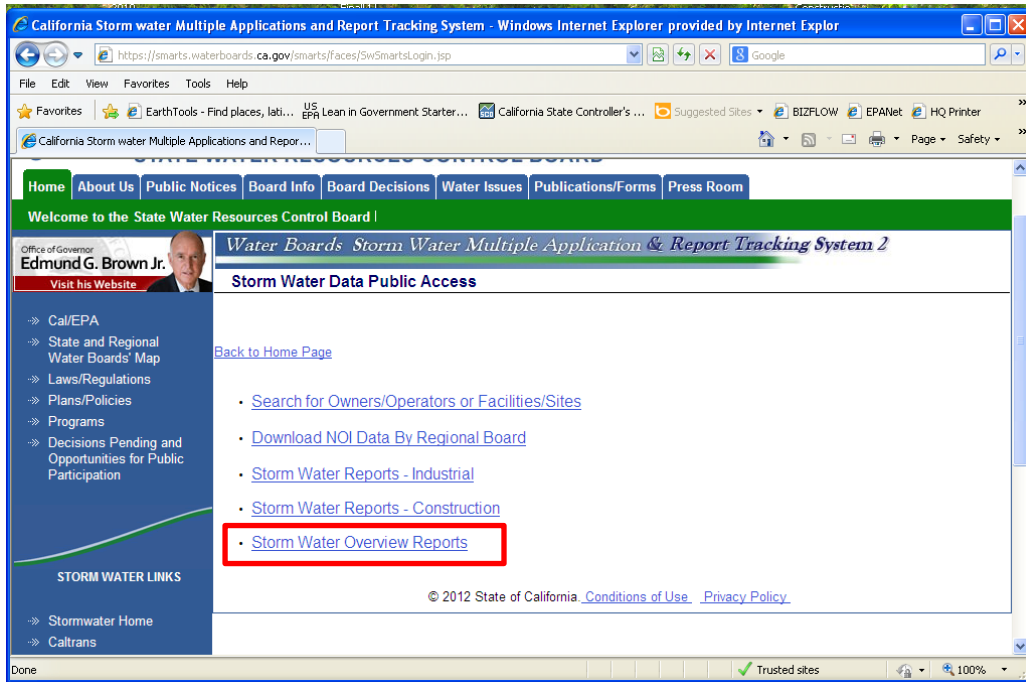 California Storm water Multiple Applications and Report Tracking System - Windows Internet Explorer provided by Internet Explor
https://smarts.waterboards.ca.gov/smarts/faces/SwSmartsLogin.jsp
Google
File Edit View Favorites Tools Help
Favorites EarthTools - Find places, lati... US EPA Lean in Government Starter... California State Controller's ... Suggested Sites BIZFLOW EPANet HQ Printer »
California Storm water Multiple Applications and Repor... Page Safety »
STATE WATER RESOURCES CONTROL BOARD
Home About Us Public Notices Board Info Board Decisions Water Issues Publications/Forms Press Room
Welcome to the State Water Resources Control Board |
Office of Governor
Edmund G. Brown Jr.
Visit his Website
Water Boards Storm Water Multiple Application & Report Tracking System 2
Storm Water Data Public Access
Cal/EPA
State and Regional
Water Boards' Map
Laws/Regulations
Plans/Policies
Programs
Decisions Pending and
Opportunities for Public
Participation
STORM WATER LINKS
Stormwater Home
Caltrans
Back to Home Page
• Search for Owners/Operators or Facilities/Sites
• Download NOI Data By Regional Board
• Storm Water Reports - Industrial
• Storm Water Reports - Construction
• Storm Water Overview Reports
© 2012 State of California. Conditions of Use Privacy Policy
Done Trusted sites 100%